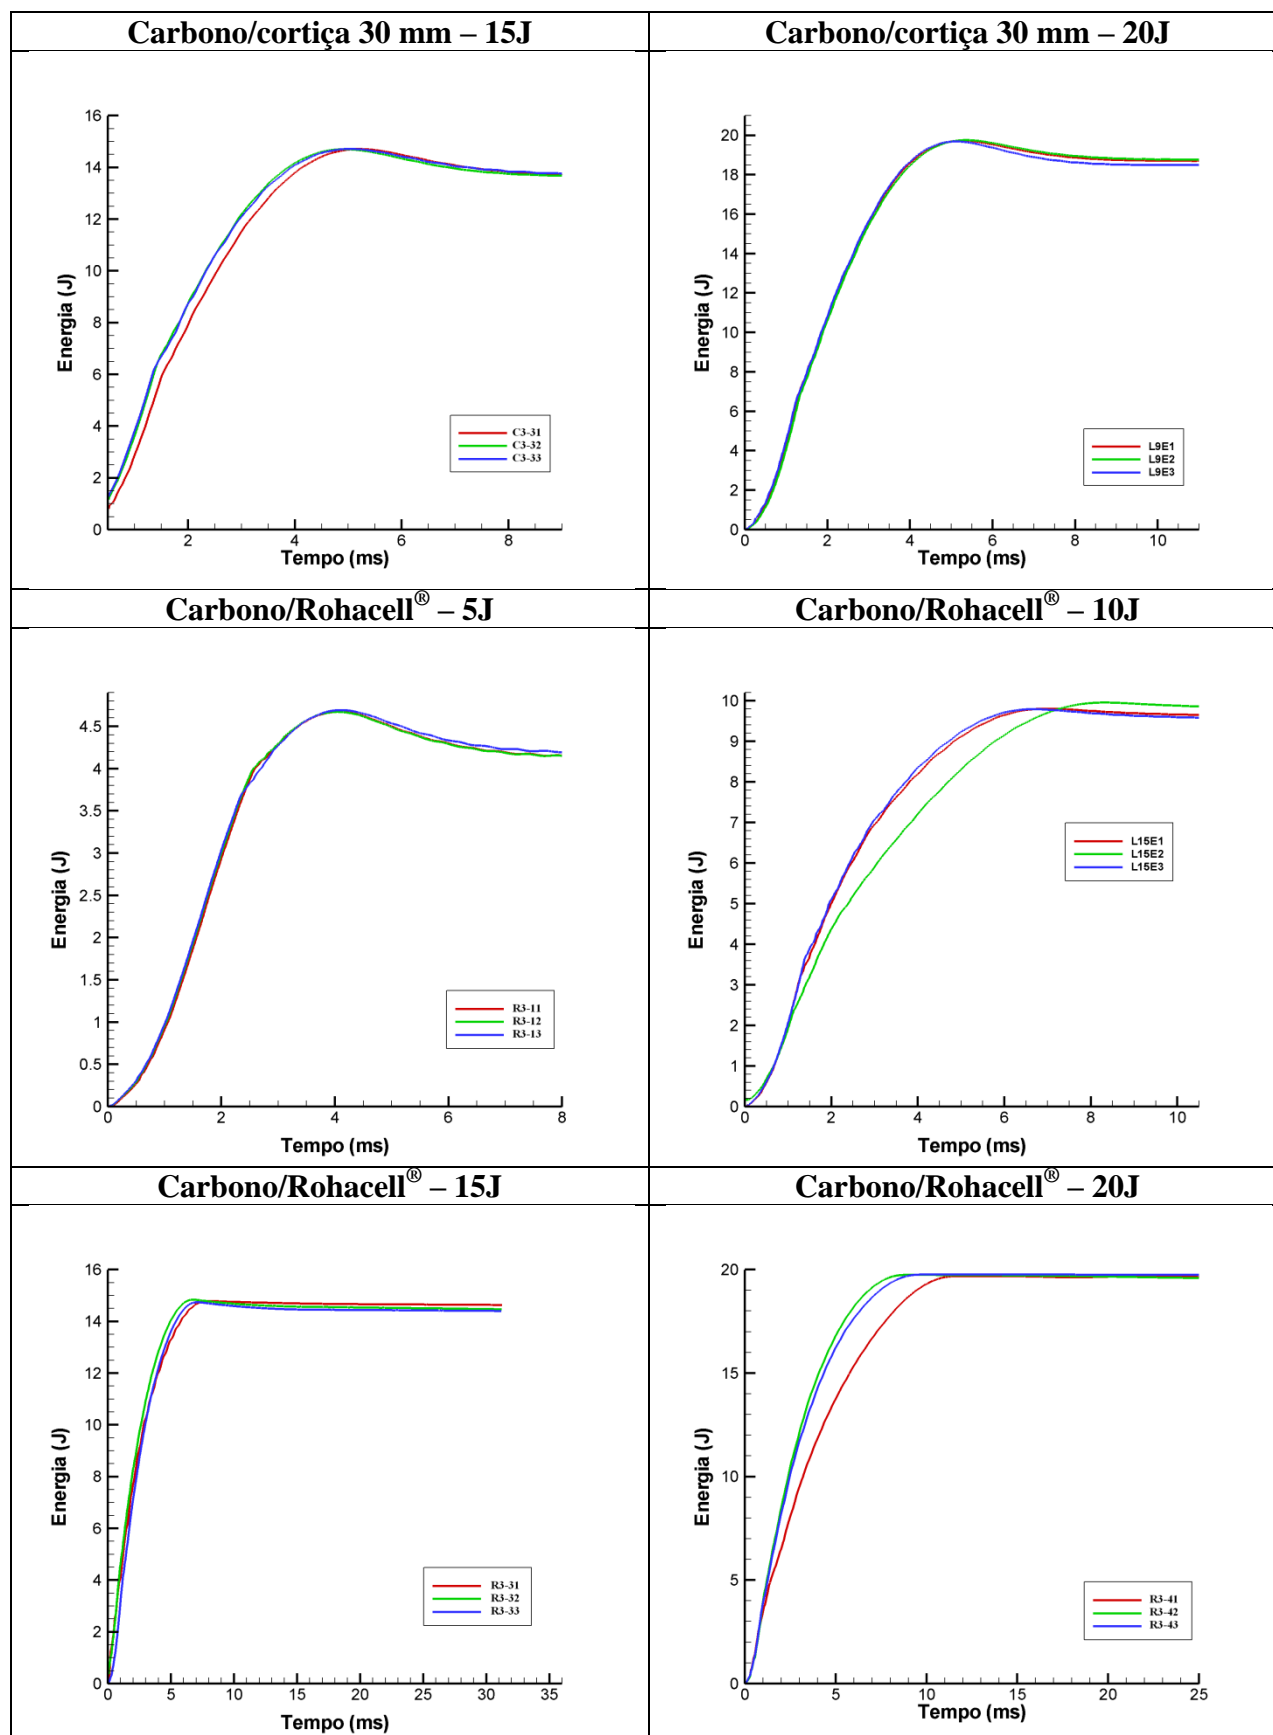 Carbono/cortiça 30 mm – 15J
Carbono/cortiça 30 mm – 20J
16
14
12
10
8
6
4
2
0
Energia (J)
2
4
6
8
Tempo (ms)
C3-31
C3-32
C3-33
20
18
16
14
12
10
8
6
4
2
0
Energia (J)
0
2
4
6
8
10
Tempo (ms)
L9E1
L9E2
L9E3
Carbono/Rohacell® – 5J
Carbono/Rohacell® – 10J
4.5
4
3.5
3
2.5
2
1.5
1
0.5
0
Energia (J)
0
2
4
6
8
Tempo (ms)
R3-11
R3-12
R3-13
10
9
8
7
6
5
4
3
2
1
0
Energia (J)
0
2
4
6
8
10
Tempo (ms)
L15E1
L15E2
L15E3
Carbono/Rohacell® – 15J
Carbono/Rohacell® – 20J
16
14
12
10
8
6
4
2
0
Energia (J)
0
5
10
15
20
25
30
35
Tempo (ms)
R3-31
R3-32
R3-33
20
15
10
5
0
Energia (J)
0
5
10
15
20
25
Tempo (ms)
R3-41
R3-42
R3-43